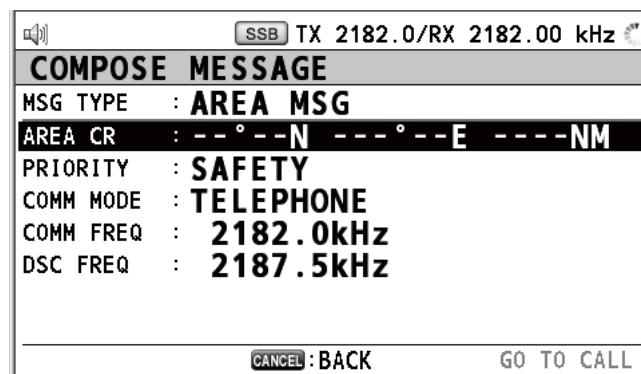 SSB TX 2182.0/RX 2182.00 kHz
COMPOSE MESSAGE
MSG TYPE : AREA MSG
AREA CR : --°--N ---°--E ----NM
PRIORITY : SAFETY
COMM MODE : TELEPHONE
COMM FREQ : 2182.0kHz
DSC FREQ : 2187.5kHz
CANCEL : BACK GO TO CALL